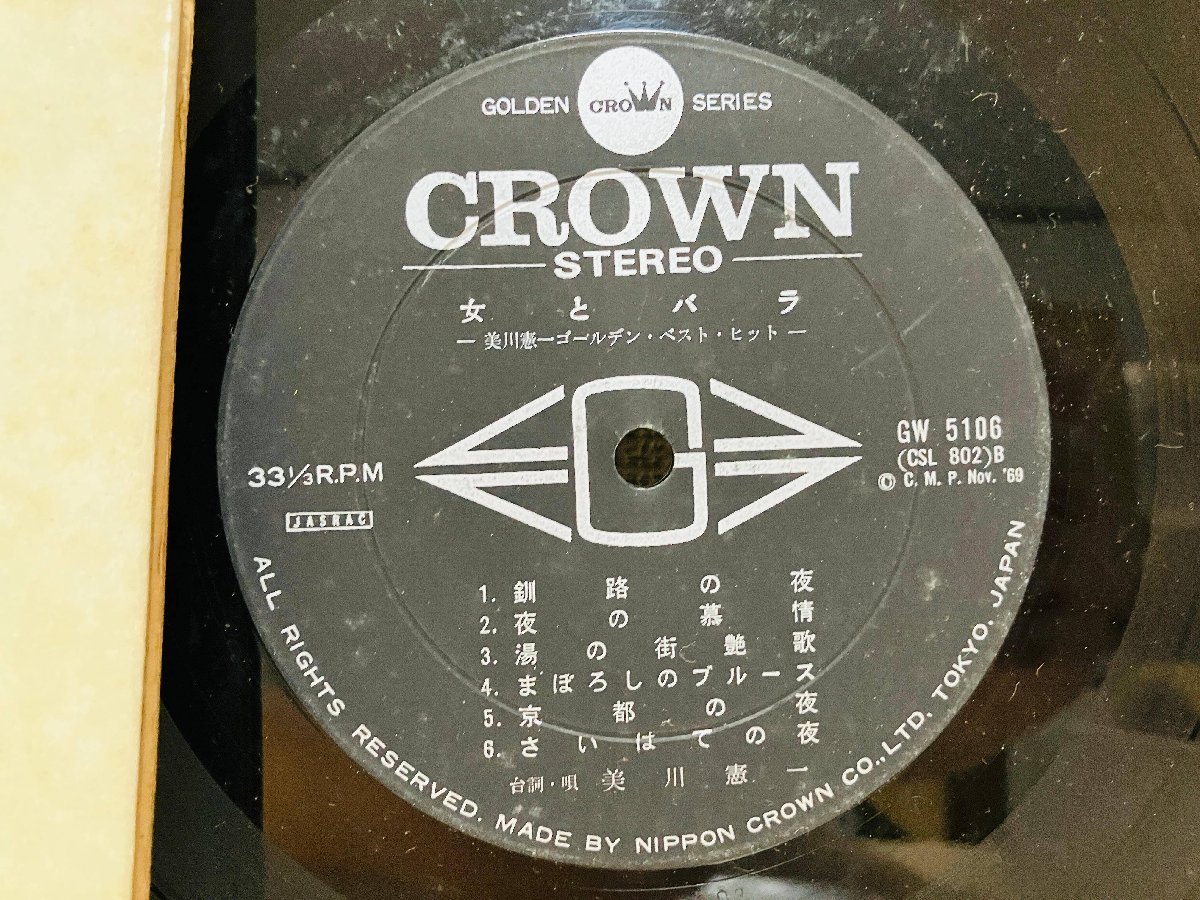 GOLDEN CROWN SERIES
CROWN
STEREO
女とバラ
— 美川憲一ゴールデン・ベスト・ヒット —
GW 5106
(CSL 802)B
© C. M. P. Nov. '69
33⅓ R.P.M
JASRAC
1. 釧路の夜
2. 夜の慕情
3. 湯の街艶歌
4. まぼろしのブルース
5. 京都の夜
6. さいはての夜
台詞・唄 美川憲一
ALL RIGHTS RESERVED. MADE BY NIPPON CROWN CO., LTD. TOKYO. JAPAN